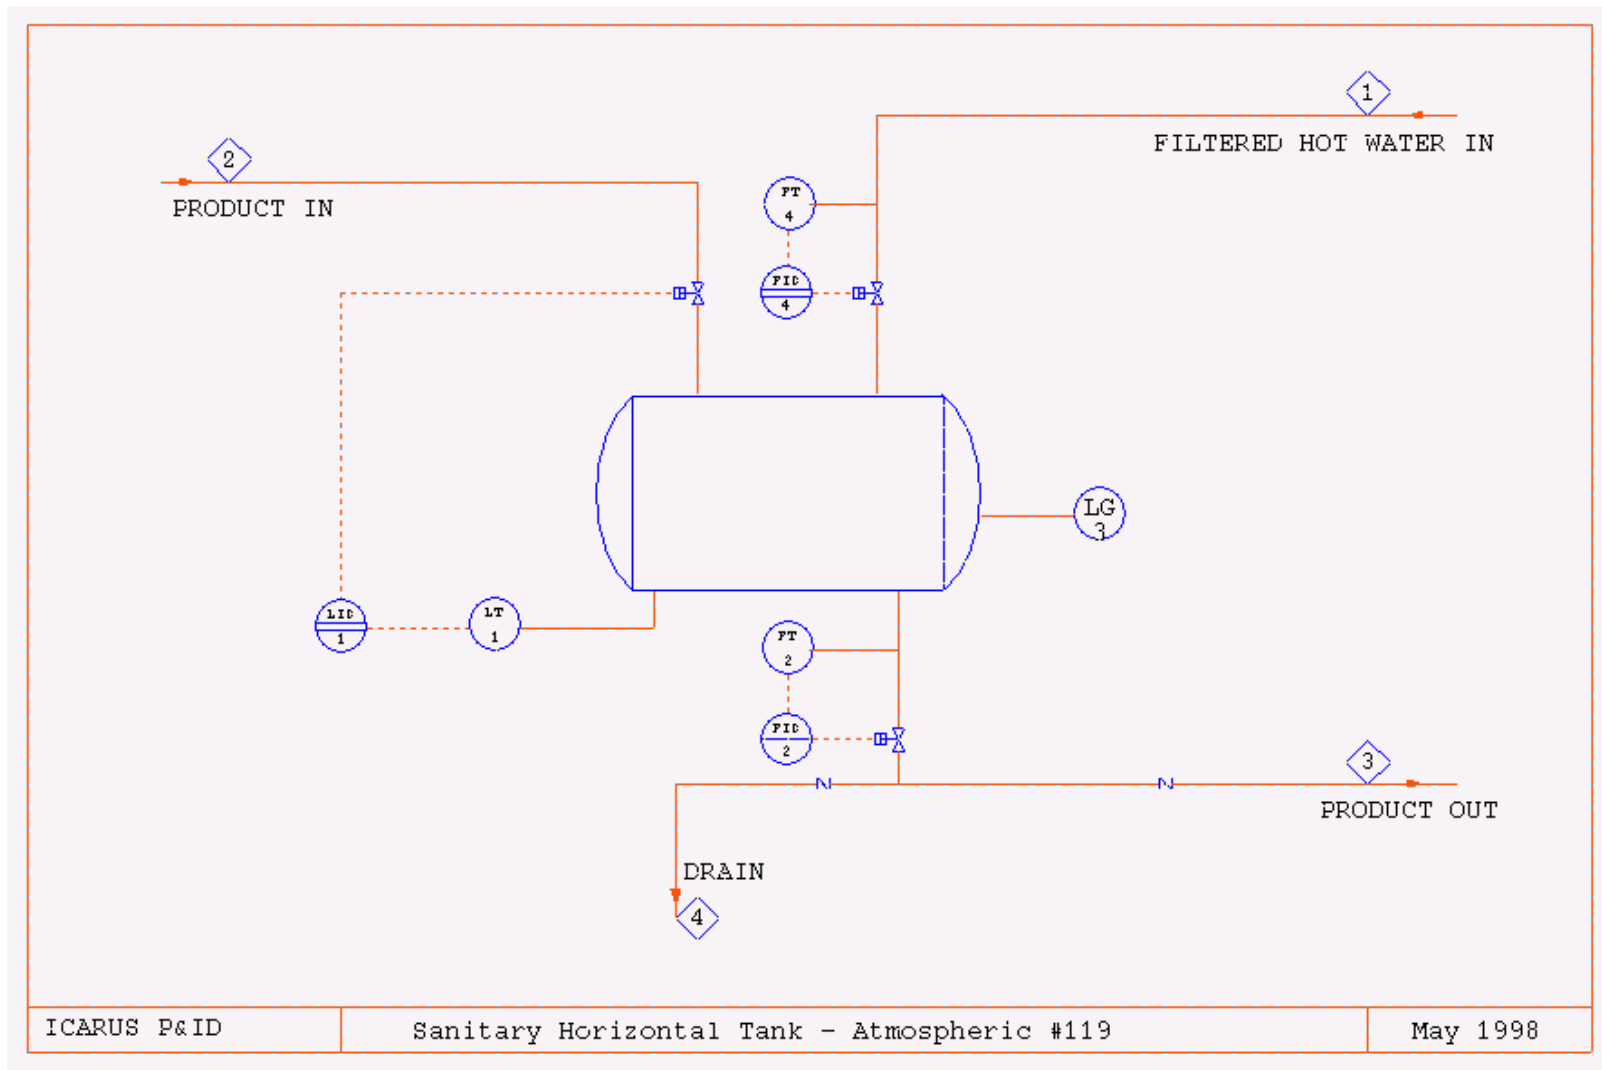 1
FILTERED HOT WATER IN
2
PRODUCT IN
FT
4
FIC
4
LG
3
LIC
1
LT
1
FT
2
FIC
2
3
PRODUCT OUT
DRAIN
4
ICARUS P&ID
Sanitary Horizontal Tank - Atmospheric #119
May 1998